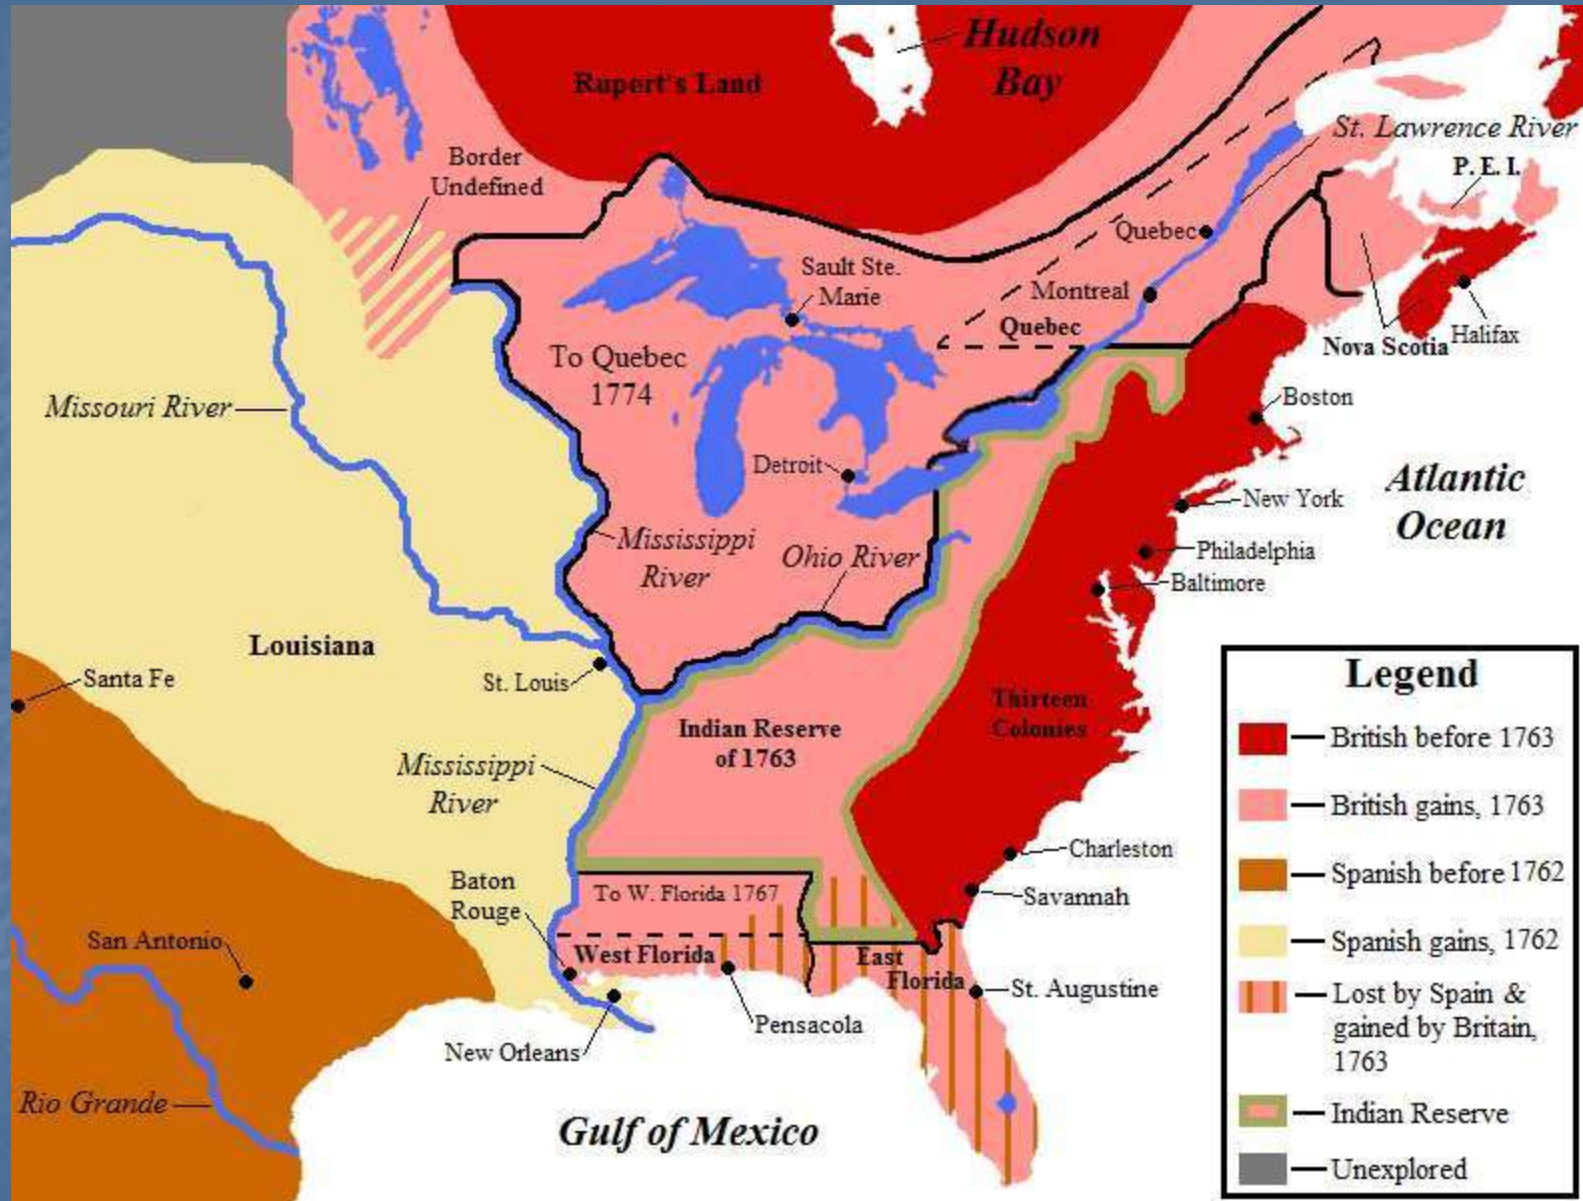 Hudson
Bay
Rupert's Land
St. Lawrence River
Border
Undefined
P. E. I.
Quebec
Sault Ste.
Marie
Montreal
Quebec
Halifax
Nova Scotia
To Quebec
1774
Missouri River
Boston
Detroit
Atlantic
Ocean
New York
Mississippi
River
Ohio River
Philadelphia
Baltimore
Louisiana
St. Louis
Santa Fe
Thirteen
Colonies
Indian Reserve
of 1763
Mississippi
River
Charleston
Baton
Rouge
To W. Florida 1767
Savannah
San Antonio
West Florida
East
Florida
St. Augustine
Pensacola
New Orleans
Rio Grande
Gulf of Mexico
Legend
British before 1763
British gains, 1763
Spanish before 1762
Spanish gains, 1762
Lost by Spain &
gained by Britain,
1763
Indian Reserve
Unexplored